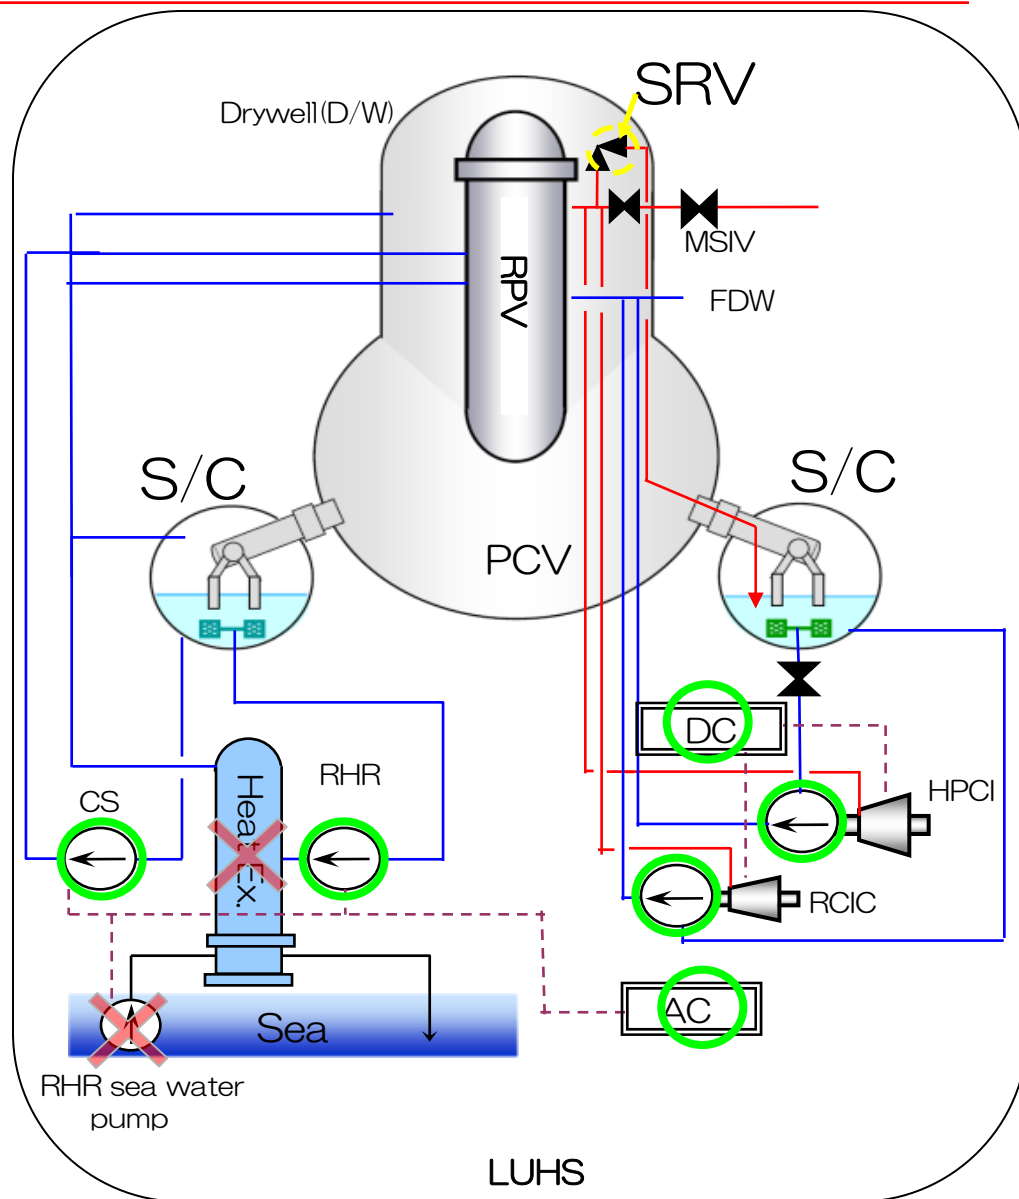 SRV
Drywell(D/W)
MSIV
RPV
FDW
S/C
S/C
PCV
DC
RHR
HPCI
CS
Heat Ex.
RCIC
AC
Sea
RHR sea water
pump
LUHS